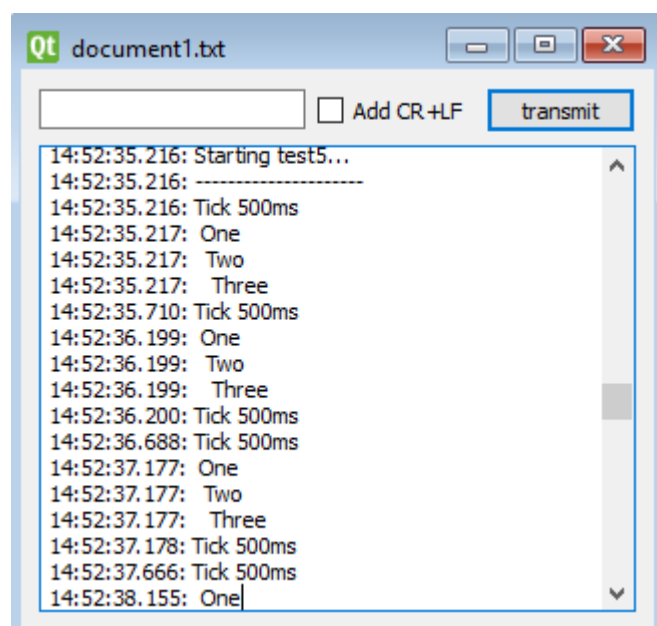 Qt document1.txt
Add CR+LF transmit
14:52:35.216: Starting test5...
14:52:35.216: ---------------------
14:52:35.216: Tick 500ms
14:52:35.217:  One
14:52:35.217:   Two
14:52:35.217:    Three
14:52:35.710: Tick 500ms
14:52:36.199:  One
14:52:36.199:   Two
14:52:36.199:    Three
14:52:36.200: Tick 500ms
14:52:36.688: Tick 500ms
14:52:37.177:  One
14:52:37.177:   Two
14:52:37.177:    Three
14:52:37.178: Tick 500ms
14:52:37.666: Tick 500ms
14:52:38.155:  One